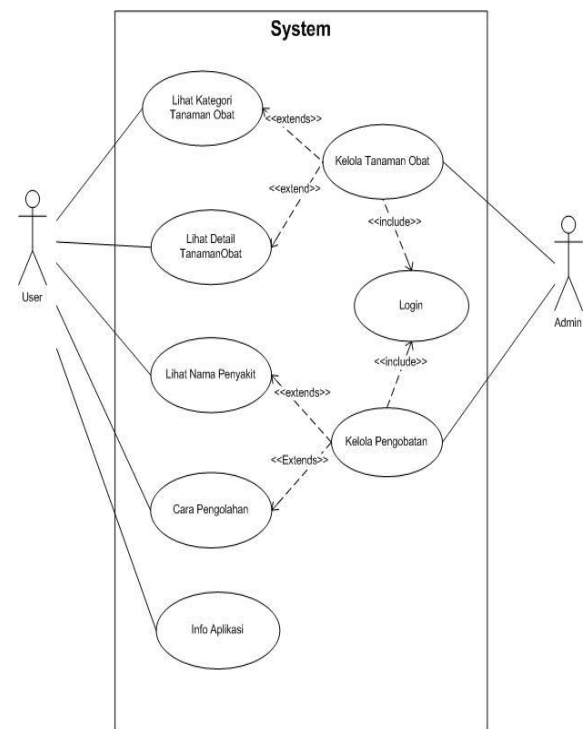 System
Lihat Kategori
Tanaman Obat
<<extends>>
Kelola Tanaman Obat
<<extend>>
<<include>>
Lihat Detail
TanamanObat
User
Login
Admin
<<include>>
Lihat Nama Penyakit
<<extends>>
Kelola Pengobatan
<<Extends>>
Cara Pengolahan
Info Aplikasi